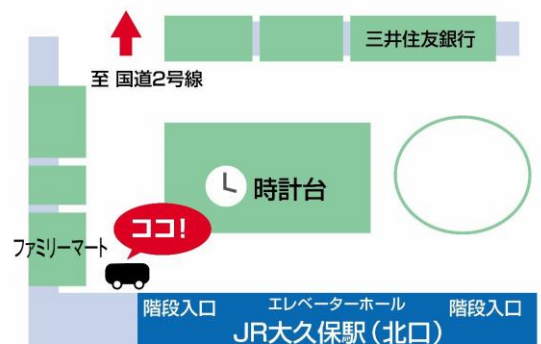 三井住友銀行
至 国道2号線
時計台
ココ!
ファミリーマート
階段入口
エレベーターホール
階段入口
JR大久保駅(北口)